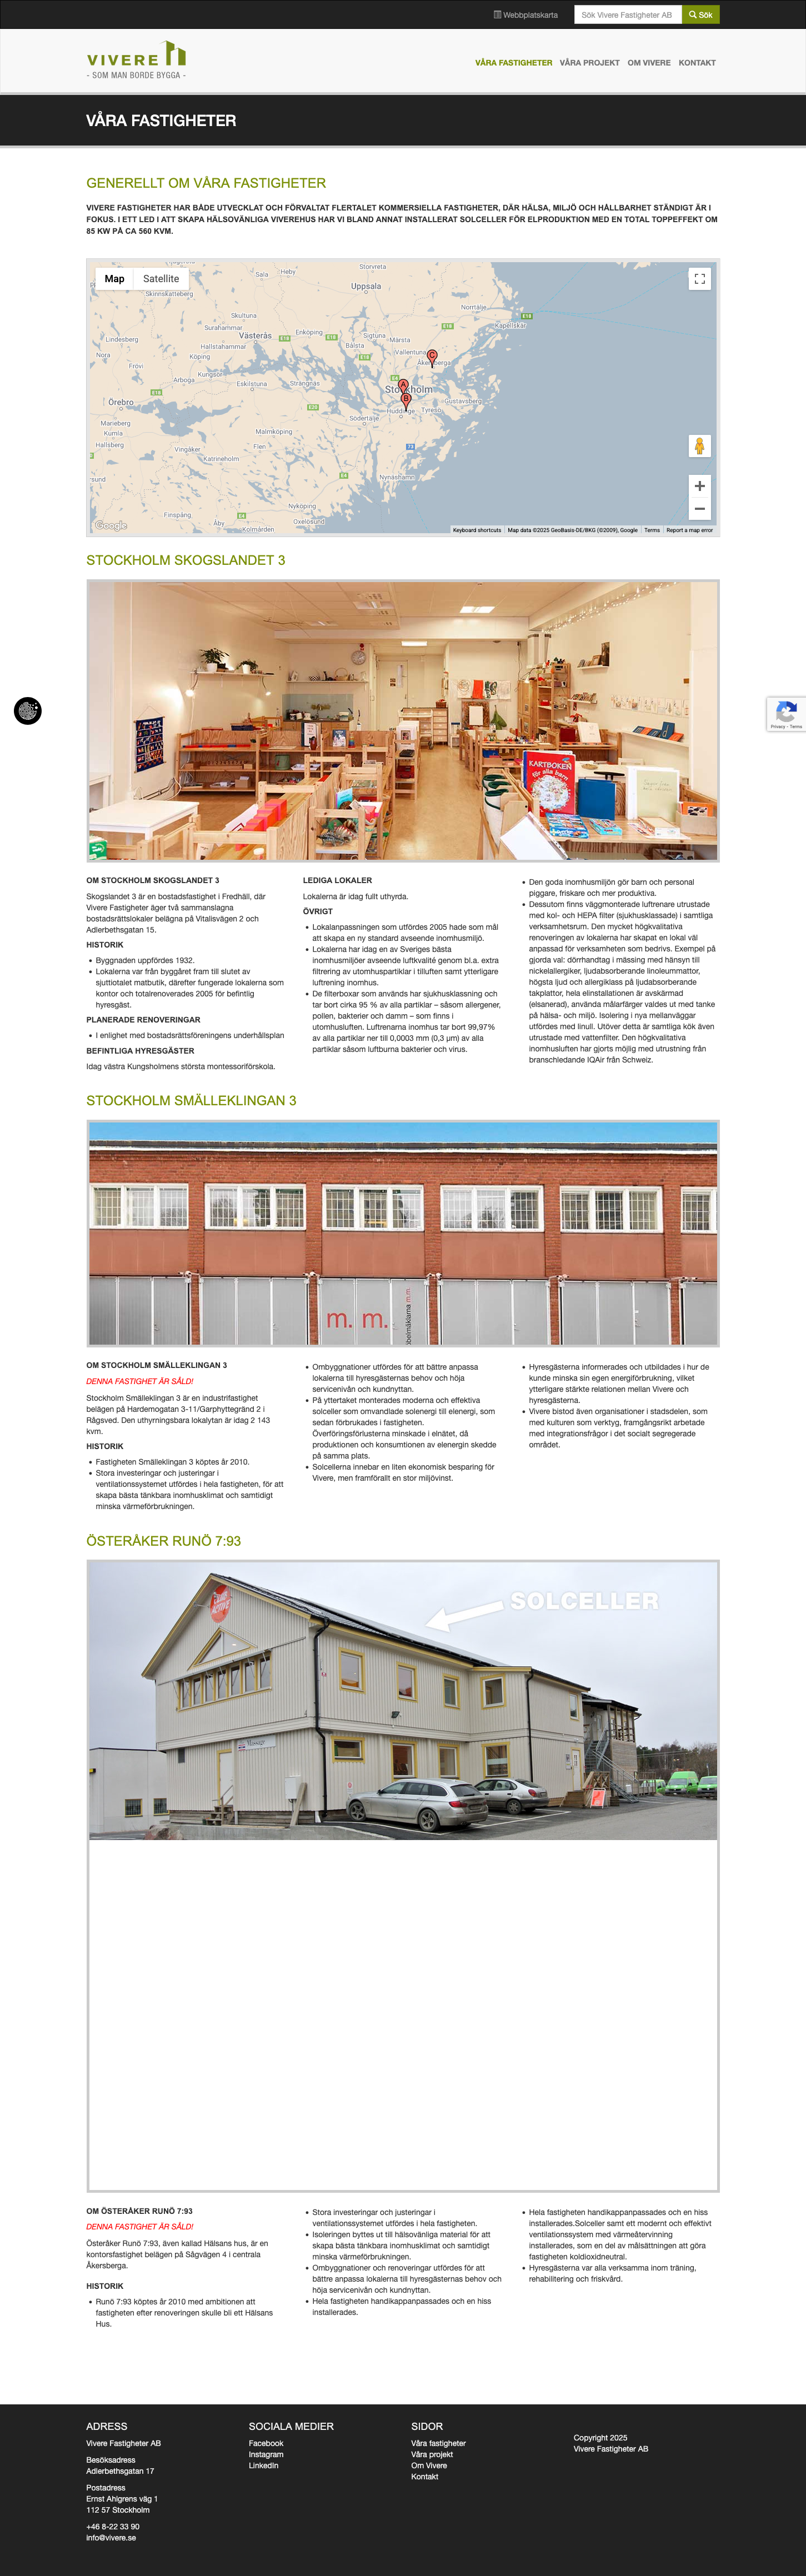 Webbplatskarta
Sök Vivere Fastigheter AB
Sök
VIVERE
- SOM MAN BORDE BYGGA -
VÅRA FASTIGHETER
VÅRA PROJEKT
OM VIVERE
KONTAKT
VÅRA FASTIGHETER
GENERELLT OM VÅRA FASTIGHETER
VIVERE FASTIGHETER HAR BÅDE UTVECKLAT OCH FÖRVALTAT FLERTALET KOMMERSIELLA FASTIGHETER, DÄR HÄLSA, MILJÖ OCH HÅLLBARHET STÄNDIGT ÄR I
FOKUS. I ETT LED I ATT SKAPA HÄLSOVÄNLIGA VIVEREHUS HAR VI BLAND ANNAT INSTALLERAT SOLCELLER FÖR ELPRODUKTION MED EN TOTAL TOPPEFFEKT OM
85 KW PÅ CA 560 KVM.
Map
Satellite
Storvreta
Sala
Heby
Uppsala
Skinnskatteberg
Norrtälje
Kapellskär
Skultuna
Surahammar
Lindesberg
Västerås
Enköping
Sigtuna
Märsta
Hallstahammar
Bålsta
Vallentuna
Nora
Köping
Åkersberga
Frövi
Kungsör
Arboga
Eskilstuna
Strängnäs
Stockholm
Örebro
Gustavsberg
Huddinge
Tyresö
Södertälje
Marieberg
Kumla
Malmköping
Hallsberg
Vingåker
Flen
Katrineholm
Nynäshamn
Nyköping
Finspång
Oxelösund
Åby
Kolmården
E18
E4
E20
73
A
B
C
Google
Keyboard shortcuts
Map data ©2025 GeoBasis-DE/BKG (©2009), Google
Terms
Report a map error
STOCKHOLM SKOGSLANDET 3
KARTBOKEN
för alla barn
Privacy - Terms
OM STOCKHOLM SKOGSLANDET 3
Skogslandet 3 är en bostadsfastighet i Fredhäll, där
Vivere Fastigheter äger två sammanslagna
bostadsrättslokaler belägna på Vitalisvägen 2 och
Adlerbethsgatan 15.
HISTORIK
Byggnaden uppfördes 1932.
Lokalerna var från byggåret fram till slutet av
sjuttiotalet matbutik, därefter fungerade lokalerna som
kontor och totalrenoverades 2005 för befintlig
hyresgäst.
PLANERADE RENOVERINGAR
I enlighet med bostadsrättsföreningens underhållsplan
BEFINTLIGA HYRESGÄSTER
Idag västra Kungsholmens största montessoriförskola.
LEDIGA LOKALER
Lokalerna är idag fullt uthyrda.
ÖVRIGT
Lokalanpassningen som utfördes 2005 hade som mål
att skapa en ny standard avseende inomhusmiljö.
Lokalerna har idag en av Sveriges bästa
inomhusmiljöer avseende luftkvalité genom bl.a. extra
filtrering av utomhuspartiklar i tilluften samt ytterligare
luftrening inomhus.
De filterboxar som används har sjukhusklassning och
tar bort cirka 95 % av alla partiklar – såsom allergener,
pollen, bakterier och damm – som finns i
utomhusluften. Luftrenarna inomhus tar bort 99,97%
av alla partiklar ner till 0,0003 mm (0,3 µm) av alla
partiklar såsom luftburna bakterier och virus.
Den goda inomhusmiljön gör barn och personal
piggare, friskare och mer produktiva.
Dessutom finns väggmonterade luftrenare utrustade
med kol- och HEPA filter (sjukhusklassade) i samtliga
verksamhetsrum. Den mycket högkvalitativa
renoveringen av lokalerna har skapat en lokal väl
anpassad för verksamheten som bedrivs. Exempel på
gjorda val: dörrhandtag i mässing med hänsyn till
nickelallergiker, ljudabsorberande linoleummattor,
högsta ljud och allergiklass på ljudabsorberande
takplattor, hela elinstallationen är avskärmad
(elsanerad), använda målarfärger valdes ut med tanke
på hälsa- och miljö. Isolering i nya mellanväggar
utfördes med linull. Utöver detta är samtliga kök även
utrustade med vattenfilter. Den högkvalitativa
inomhusluften har gjorts möjlig med utrustning från
branschledande IQAir från Schweiz.
STOCKHOLM SMÄLLEKLINGAN 3
m. m.
OM STOCKHOLM SMÄLLEKLINGAN 3
DENNA FASTIGHET ÄR SÅLD!
Stockholm Smälleklingan 3 är en industrifastighet
belägen på Hardemogatan 3-11/Garphyttegränd 2 i
Rågsved. Den uthyrningsbara lokalytan är idag 2 143
kvm.
HISTORIK
Fastigheten Smälleklingan 3 köptes år 2010.
Stora investeringar och justeringar i
ventilationssystemet utfördes i hela fastigheten, för att
skapa bästa tänkbara inomhusklimat och samtidigt
minska värmeförbrukningen.
Ombyggnationer utfördes för att bättre anpassa
lokalerna till hyresgästernas behov och höja
servicenivån och kundnyttan.
På yttertaket monterades moderna och effektiva
solceller som omvandlade solenergi till elenergi, som
sedan förbrukades i fastigheten.
Överföringsförlusterna minskade i elnätet, då
produktionen och konsumtionen av elenergin skedde
på samma plats.
Solcellerna innebar en liten ekonomisk besparing för
Vivere, men framförallt en stor miljövinst.
Hyresgästerna informerades och utbildades i hur de
kunde minska sin egen energiförbrukning, vilket
ytterligare stärkte relationen mellan Vivere och
hyresgästerna.
Vivere bistod även organisationer i stadsdelen, som
med kulturen som verktyg, framgångsrikt arbetade
med integrationsfrågor i det socialt segregerade
området.
ÖSTERÅKER RUNÖ 7:93
SOLCELLER
OM ÖSTERÅKER RUNÖ 7:93
DENNA FASTIGHET ÄR SÅLD!
Österåker Runö 7:93, även kallad Hälsans hus, är en
kontorsfastighet belägen på Sågvägen 4 i centrala
Åkersberga.
HISTORIK
Runö 7:93 köptes år 2010 med ambitionen att
fastigheten efter renoveringen skulle bli ett Hälsans
Hus.
Stora investeringar och justeringar i
ventilationssystemet utfördes i hela fastigheten.
Isoleringen byttes ut till hälsovänliga material för att
skapa bästa tänkbara inomhusklimat och samtidigt
minska värmeförbrukningen.
Ombyggnationer och renoveringar utfördes för att
bättre anpassa lokalerna till hyresgästernas behov och
höja servicenivån och kundnyttan.
Hela fastigheten handikappanpassades och en hiss
installerades.
Hela fastigheten handikappanpassades och en hiss
installerades.Solceller samt ett modernt och effektivt
ventilationssystem med värmeåtervinning
installerades, som en del av målsättningen att göra
fastigheten koldioxidneutral.
Hyresgästerna var alla verksamma inom träning,
rehabilitering och friskvård.
ADRESS
Vivere Fastigheter AB
Besöksadress
Adlerbethsgatan 17
Postadress
Ernst Ahlgrens väg 1
112 57 Stockholm
+46 8-22 33 90
info@vivere.se
SOCIALA MEDIER
Facebook
Instagram
LinkedIn
SIDOR
Våra fastigheter
Våra projekt
Om Vivere
Kontakt
Copyright 2025
Vivere Fastigheter AB